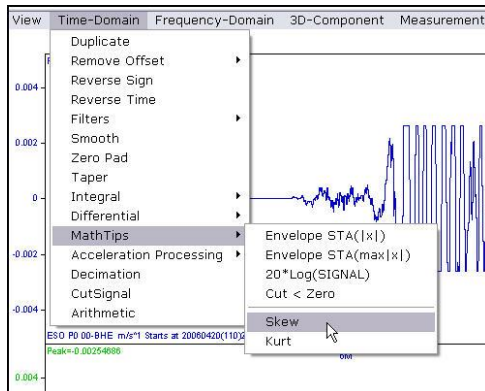 View Time-Domain Frequency-Domain 3D-Component Measurement
Duplicate
Remove Offset
Reverse Sign
Reverse Time
Filters
Smooth
Zero Pad
Taper
Integral
Differential
MathTips
Acceleration Processing
Decimation
CutSignal
Arithmetic
Envelope STA(|x|)
Envelope STA(max|x|)
20*Log(SIGNAL)
Cut < Zero
Skew
Kurt
0.004
0.002
0
-0.002
-0.004
ESO P0 00-BHE m/s^1 Starts at 20060420(110)2
Peak=-0.00254686
0M
0.004